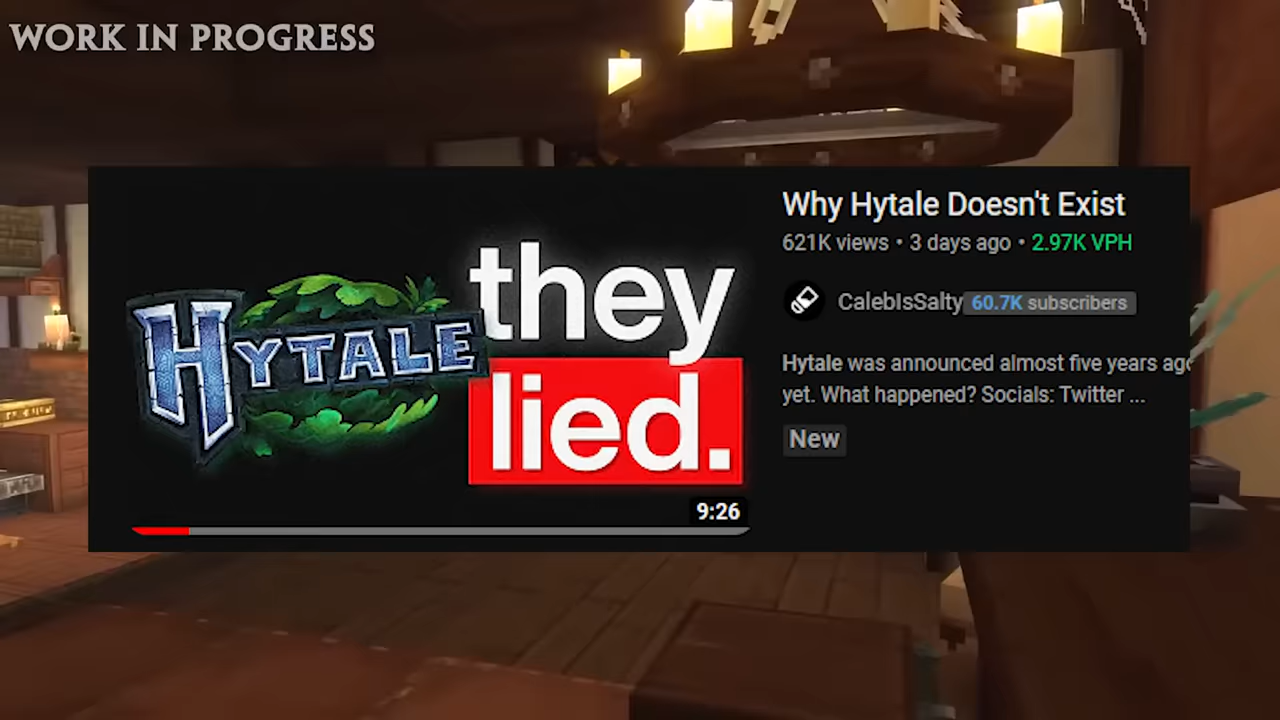 WORK IN PROGRESS
HYTALE
they
lied.
9:26
Why Hytale Doesn't Exist
621K views • 3 days ago • 2.97K VPH
CalebIsSalty 60.7K subscribers
Hytale was announced almost five years ago
yet. What happened? Socials: Twitter ...
New